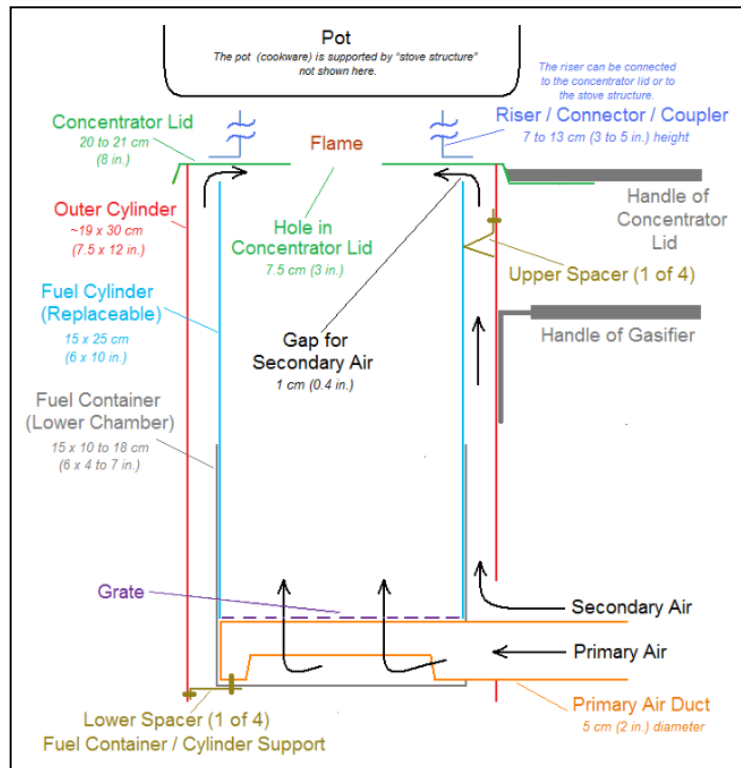 Pot
The pot (cookware) is supported by "stove structure"
not shown here.
The riser can be connected
to the concentrator lid or to
the stove structure.
Riser / Connector / Coupler
7 to 13 cm (3 to 5 in.) height
Concentrator Lid
20 to 21 cm
(8 in.)
Flame
Handle of
Concentrator
Lid
Outer Cylinder
~19 x 30 cm
(7.5 x 12 in.)
Hole in
Concentrator Lid
7.5 cm (3 in.)
Upper Spacer (1 of 4)
Fuel Cylinder
(Replaceable)
15 x 25 cm
(6 x 10 in.)
Gap for
Secondary Air
1 cm (0.4 in.)
Handle of Gasifier
Fuel Container
(Lower Chamber)
15 x 10 to 18 cm
(6 x 4 to 7 in.)
Grate
Secondary Air
Primary Air
Lower Spacer (1 of 4)
Fuel Container / Cylinder Support
Primary Air Duct
5 cm (2 in.) diameter